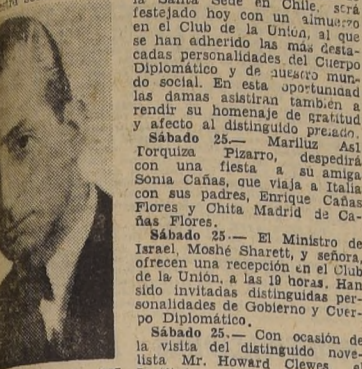 la Santa Sede en Chile, será
festejado hoy con un almuerzo
en el Club de la Unión, al que
se han adherido las más desta-
cadas personalidades del Cuerpo
Diplomático y de nuestro mun-
do social. En esta oportunidad
las damas asistirán también a
rendir su homenaje de gratitud
y afecto al distinguido prelado.
Sábado 25.— Mariluz Asl
Torquiza Pizarro, despedirá
con una fiesta a su amiga
Sonia Cañas, que viaja a Italia
con sus padres, Enrique Cañas
Flores y Chita Madrid de Ca-
ñas Flores.
Sábado 25.— El Ministro de
Israel, Moshé Sharett, y señora,
ofrecen una recepción en el Club
de la Unión, a las 19 horas. Han
sido invitadas distinguidas per-
sonalidades de Gobierno y Cuer-
po Diplomático.
Sábado 25.— Con ocasión de
la visita del distinguido nove-
lista Mr. Howard Clewes, el